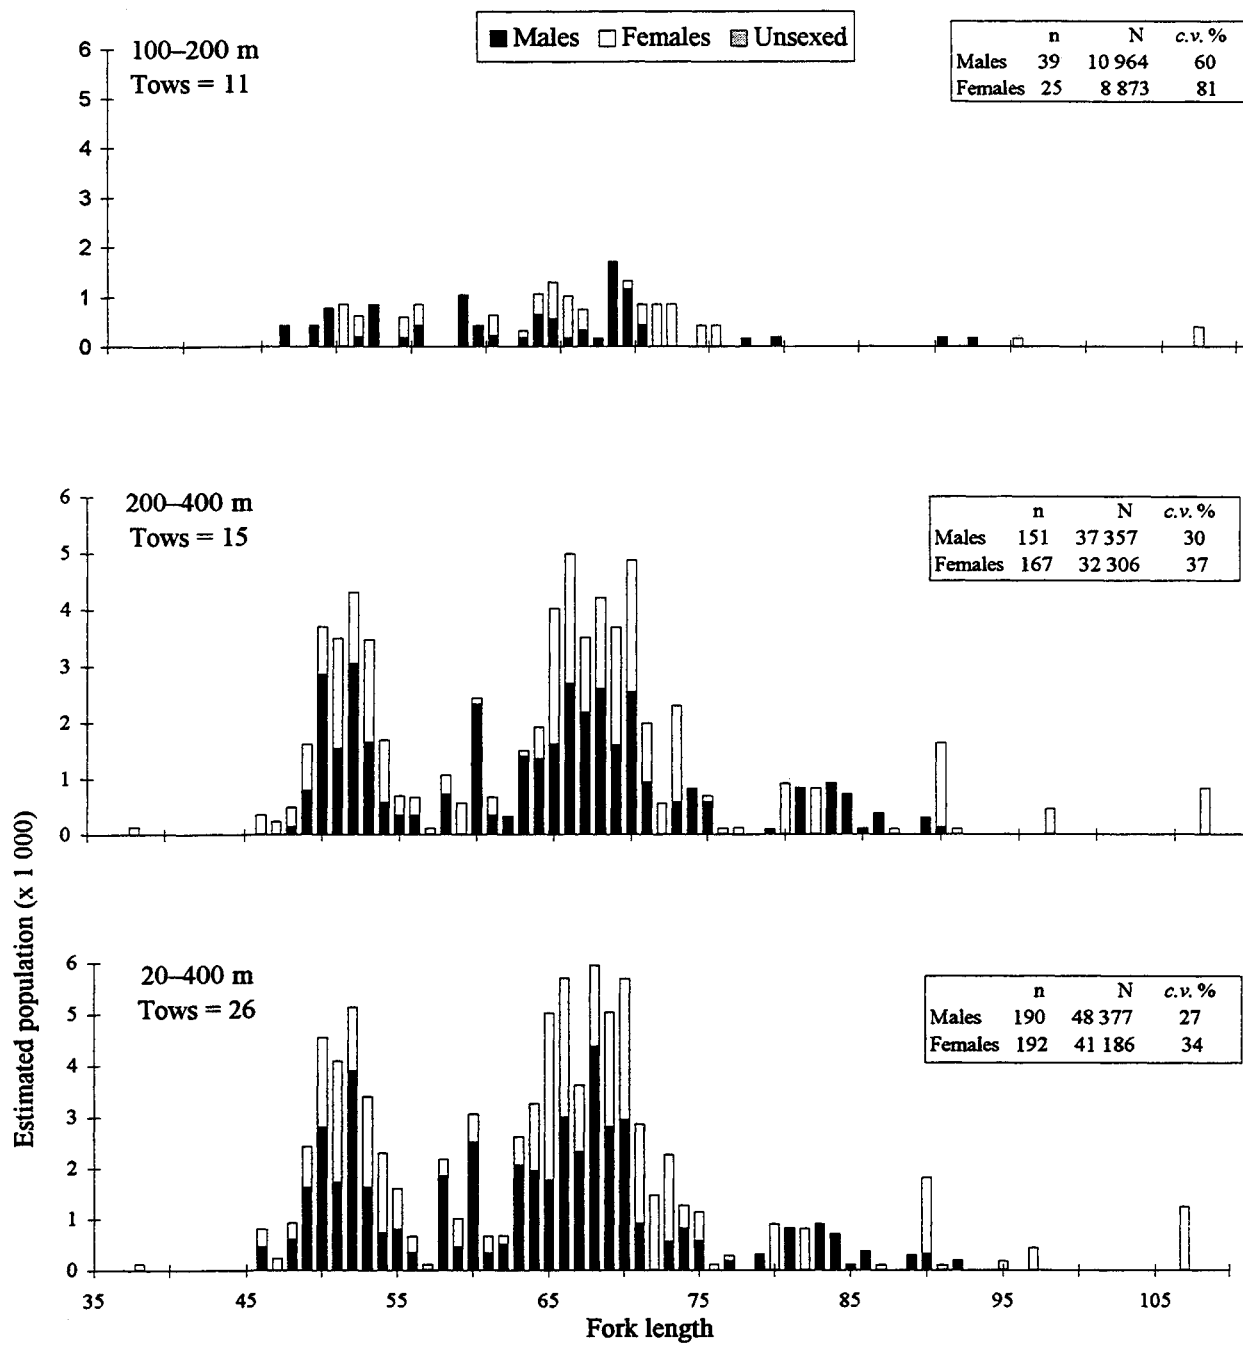 Males Females Unsexed
100–200 m
Tows = 11
n N c.v. %
Males 39 10 964 60
Females 25 8 873 81
6
5
4
3
2
1
0
200–400 m
Tows = 15
n N c.v. %
Males 151 37 357 30
Females 167 32 306 37
6
5
4
3
2
1
0
Estimated population (x 1 000)
20–400 m
Tows = 26
n N c.v. %
Males 190 48 377 27
Females 192 41 186 34
6
5
4
3
2
1
0
35 45 55 65 75 85 95 105
Fork length